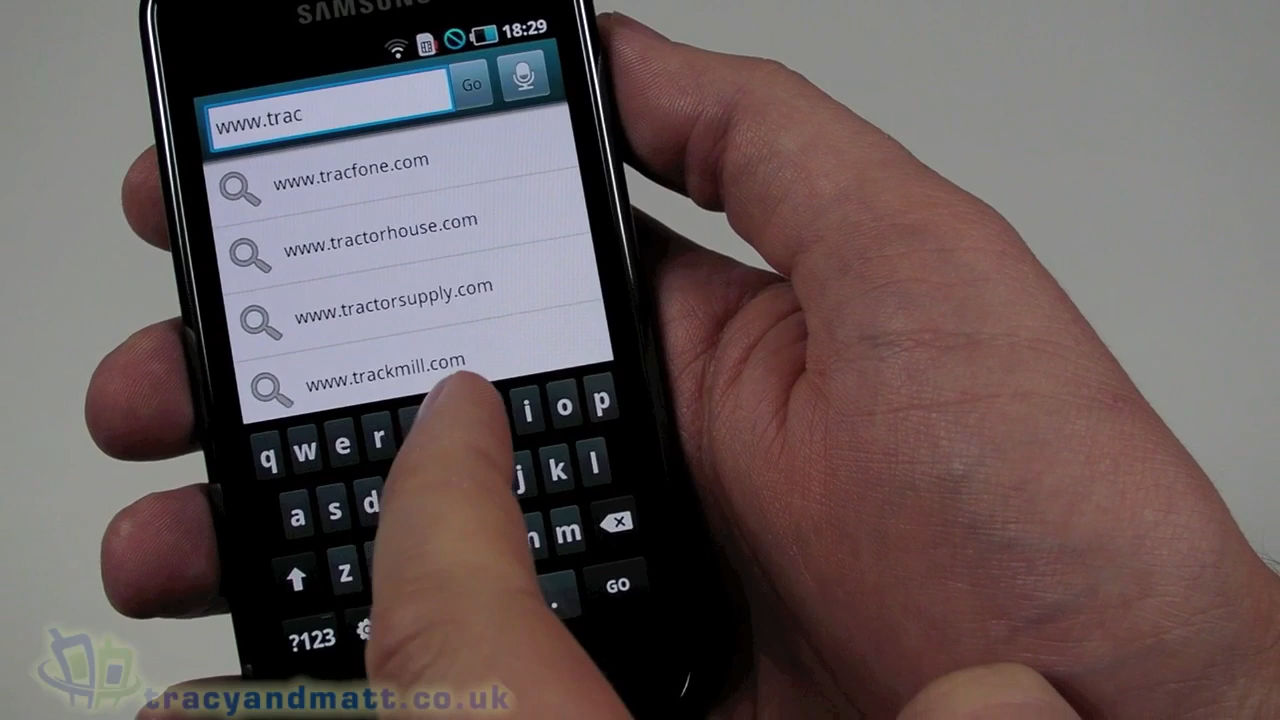 SAMSUNG
18:29
www.trac
Go
www.tracfone.com
www.tractorhouse.com
www.tractorsupply.com
www.trackmill.com
q w e r i o p
a s d j k l
z n m
. GO
?123
tracyandmatt.co.uk